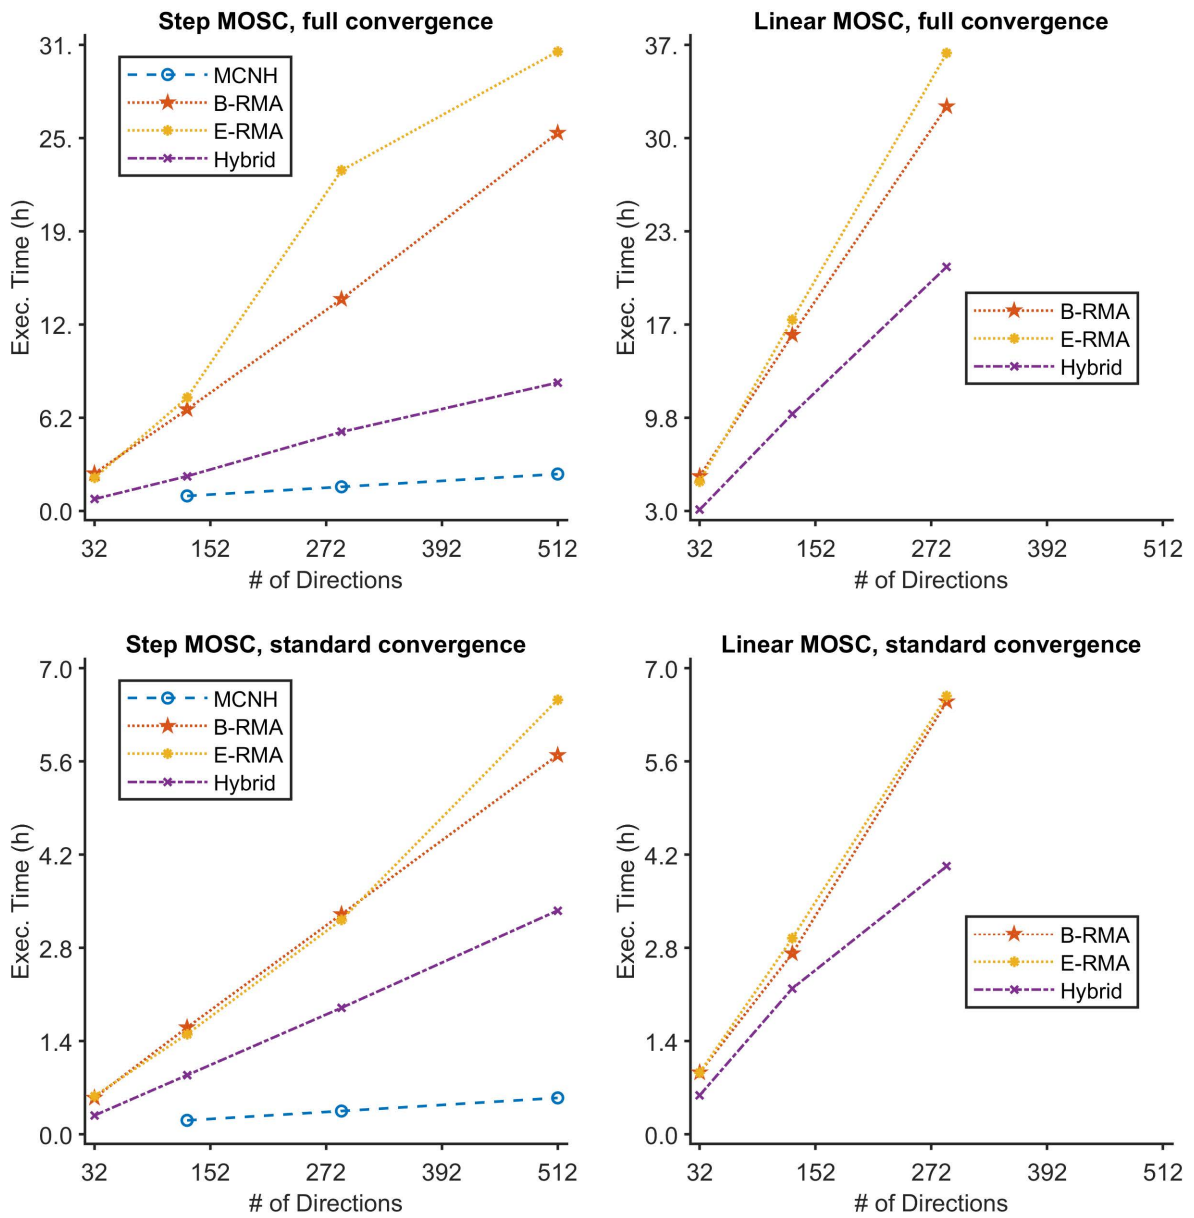 Step MOSC, full convergence
31.
25.
19.
12.
6.2
0.0
Exec. Time (h)
MCNH
B-RMA
E-RMA
Hybrid
32 152 272 392 512
# of Directions
Linear MOSC, full convergence
37.
30.
23.
17.
9.8
3.0
Exec. Time (h)
B-RMA
E-RMA
Hybrid
32 152 272 392 512
# of Directions
Step MOSC, standard convergence
7.0
5.6
4.2
2.8
1.4
0.0
Exec. Time (h)
MCNH
B-RMA
E-RMA
Hybrid
32 152 272 392 512
# of Directions
Linear MOSC, standard convergence
7.0
5.6
4.2
2.8
1.4
0.0
Exec. Time (h)
B-RMA
E-RMA
Hybrid
32 152 272 392 512
# of Directions